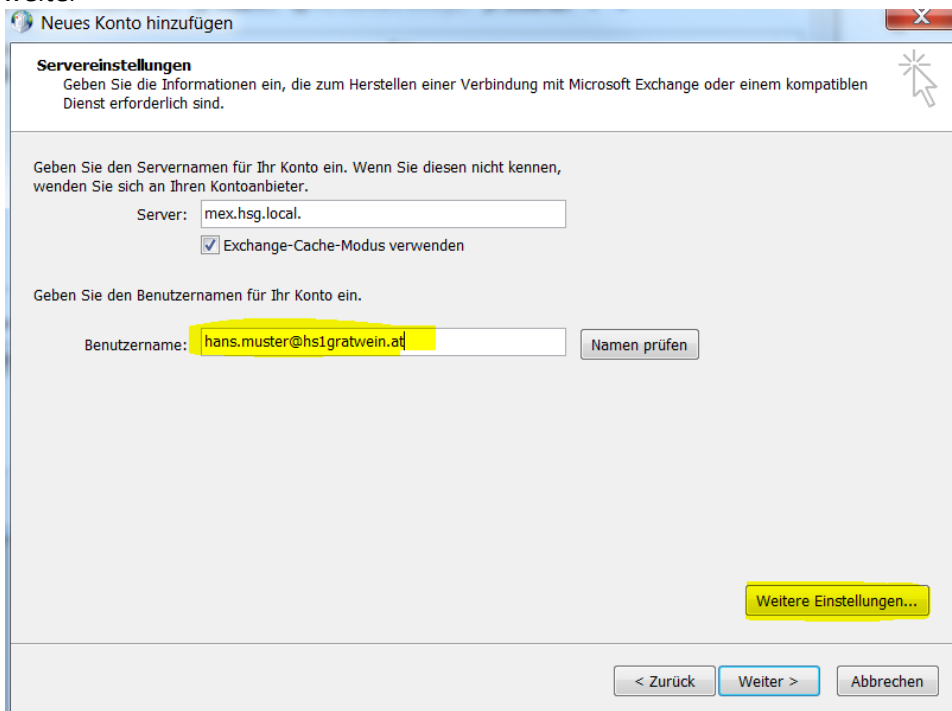 weiter
Neues Konto hinzufügen
X
Servereinstellungen
Geben Sie die Informationen ein, die zum Herstellen einer Verbindung mit Microsoft Exchange oder einem kompatiblen
Dienst erforderlich sind.
Geben Sie den Servernamen für Ihr Konto ein. Wenn Sie diesen nicht kennen,
wenden Sie sich an Ihren Kontoanbieter.
Server: mex.hsg.local.
Exchange-Cache-Modus verwenden
Geben Sie den Benutzernamen für Ihr Konto ein.
Benutzername: hans.muster@hs1gratwein.at Namen prüfen
Weitere Einstellungen...
< Zurück Weiter > Abbrechen